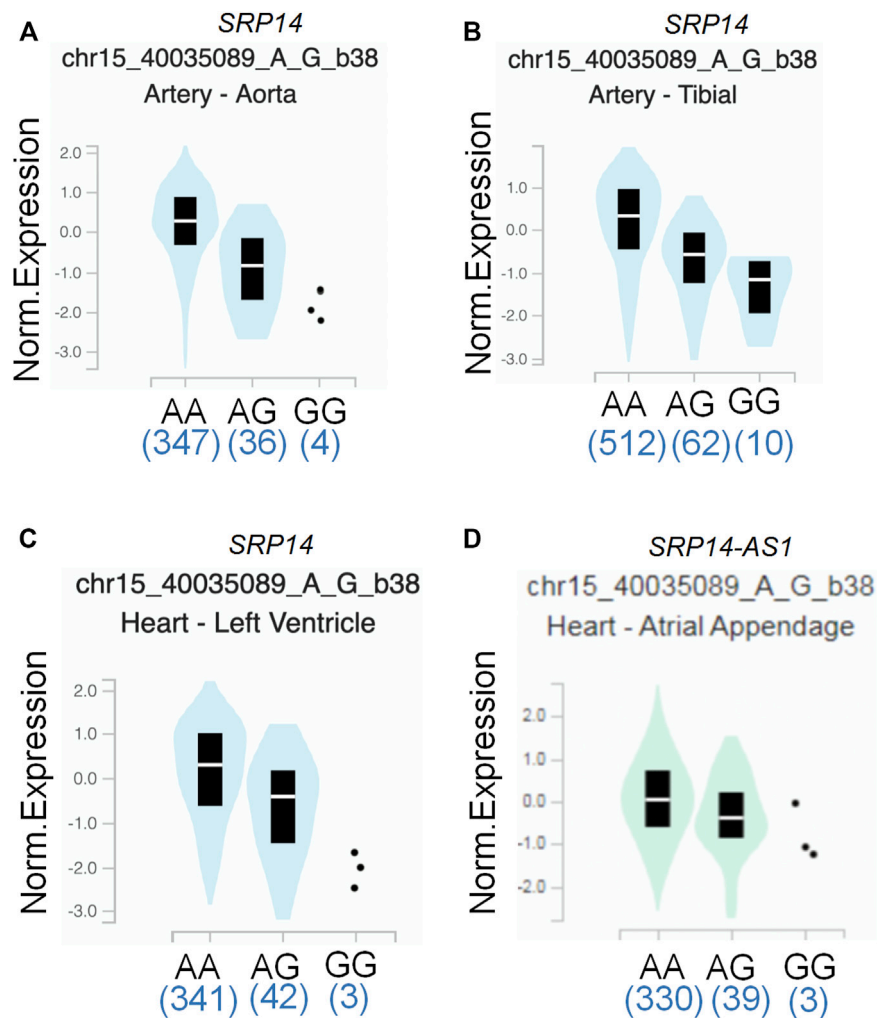 A
SRP14
chr15_40035089_A_G_b38
Artery - Aorta
Norm.Expression
2.0
1.0
0.0
-1.0
-2.0
-3.0
AA AG GG
(347) (36) (4)
B
SRP14
chr15_40035089_A_G_b38
Artery - Tibial
Norm.Expression
1.0
0.0
-1.0
-2.0
-3.0
AA AG GG
(512) (62) (10)
C
SRP14
chr15_40035089_A_G_b38
Heart - Left Ventricle
Norm.Expression
2.0
1.0
0.0
-1.0
-2.0
-3.0
AA AG GG
(341) (42) (3)
D
SRP14-AS1
chr15_40035089_A_G_b38
Heart - Atrial Appendage
Norm.Expression
2.0
1.0
0.0
-1.0
-2.0
AA AG GG
(330) (39) (3)